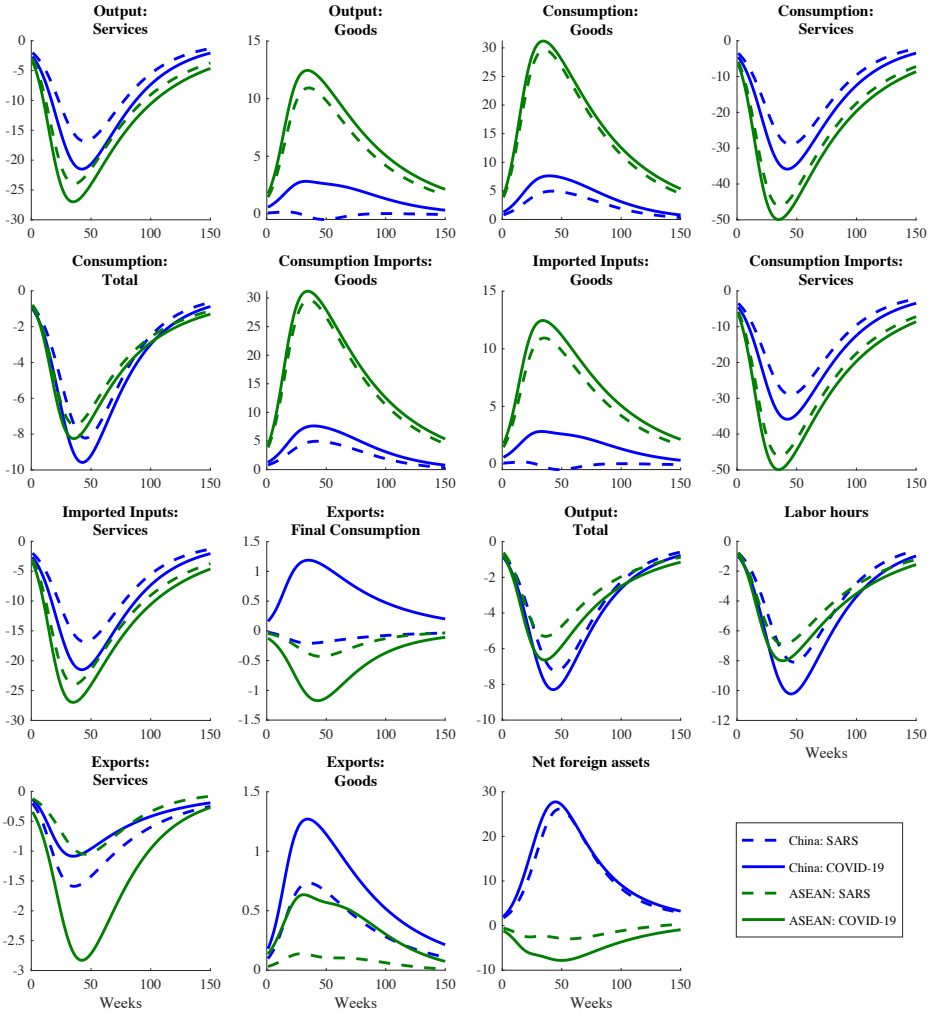 Output:
Services
0
-5
-10
-15
-20
-25
-30
0 50 100 150
Output:
Goods
15
10
5
0
0 50 100 150
Consumption:
Goods
30
25
20
15
10
5
0
0 50 100 150
Consumption:
Services
0
-10
-20
-30
-40
-50
0 50 100 150
Consumption:
Total
0
-2
-4
-6
-8
-10
0 50 100 150
Consumption Imports:
Goods
30
25
20
15
10
5
0
0 50 100 150
Imported Inputs:
Goods
15
10
5
0
0 50 100 150
Consumption Imports:
Services
0
-10
-20
-30
-40
-50
0 50 100 150
Imported Inputs:
Services
0
-5
-10
-15
-20
-25
-30
0 50 100 150
Exports:
Final Consumption
1.5
1
0.5
0
-0.5
-1
-1.5
0 50 100 150
Output:
Total
0
-2
-4
-6
-8
-10
0 50 100 150
Labor hours
0
-2
-4
-6
-8
-10
-12
0 50 100 150
Weeks
Exports:
Services
0
-0.5
-1
-1.5
-2
-2.5
-3
0 50 100 150
Weeks
Exports:
Goods
1.5
1
0.5
0
0 50 100 150
Weeks
Net foreign assets
30
20
10
0
-10
0 50 100 150
Weeks
China: SARS
China: COVID-19
ASEAN: SARS
ASEAN: COVID-19